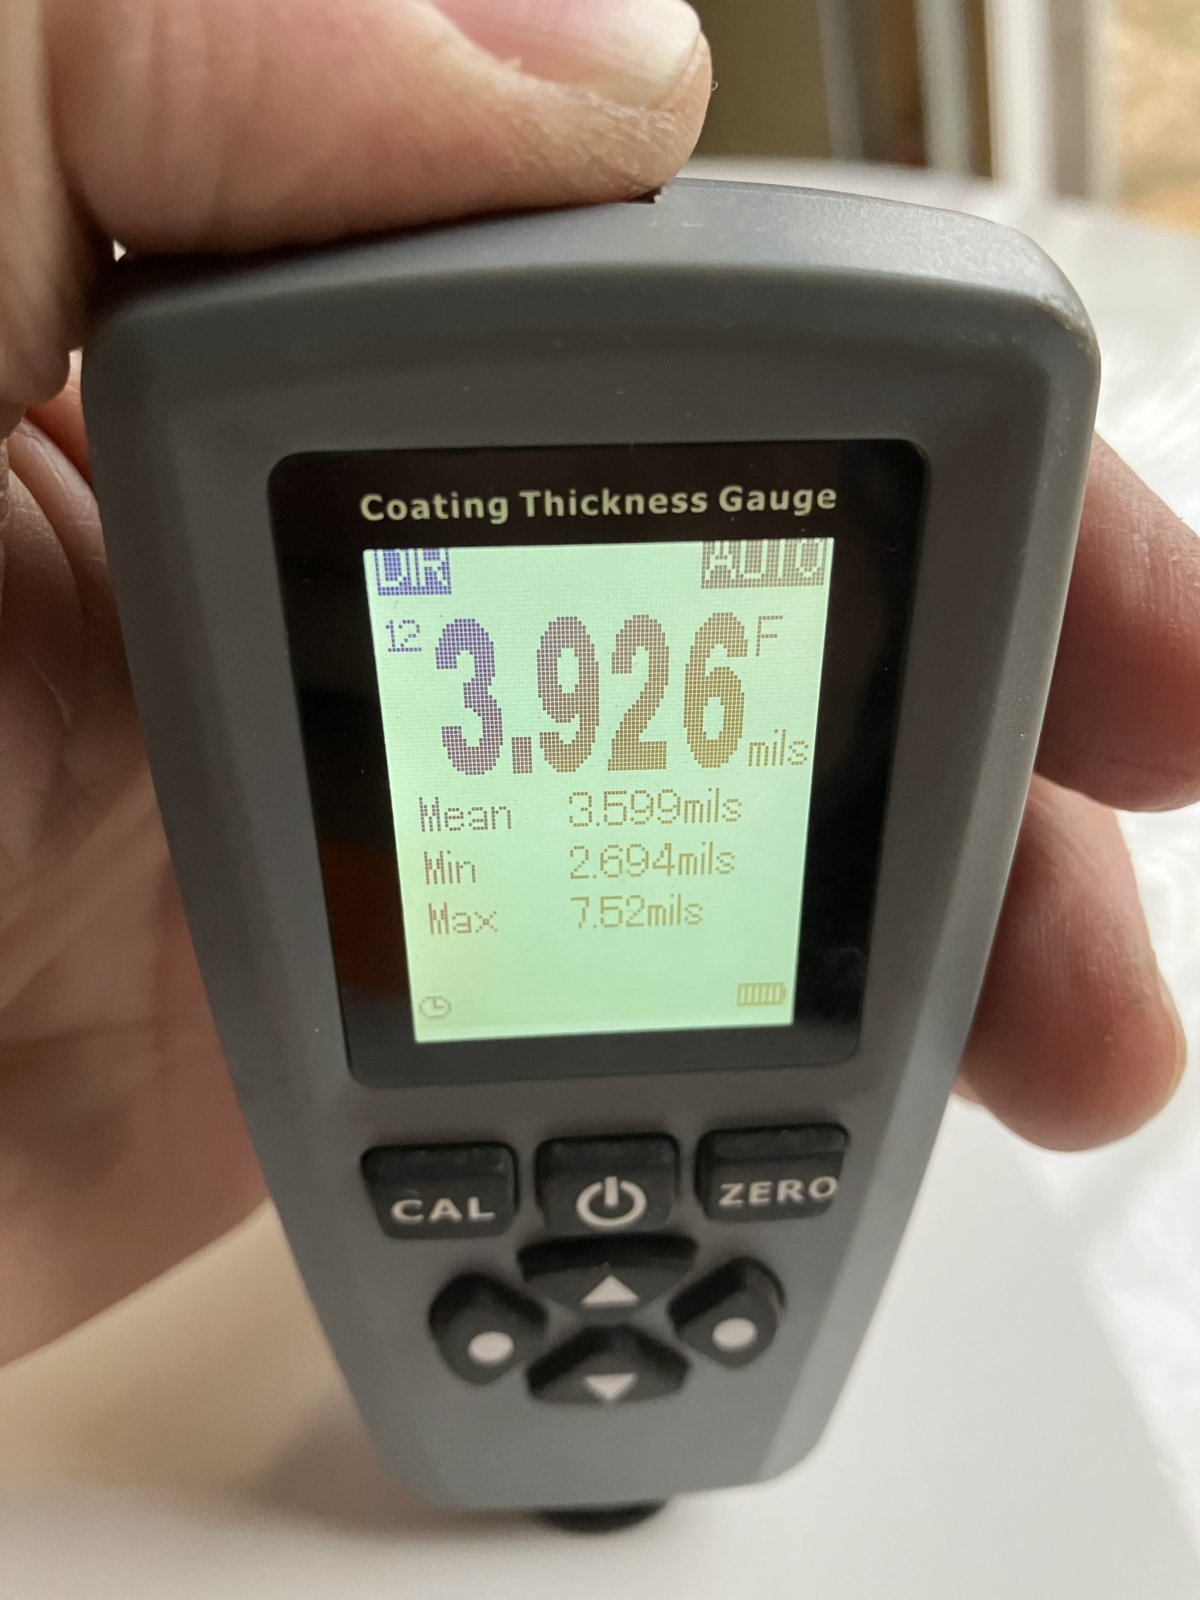 Coating Thickness Gauge
DIR AUTO
12 3.926 F mils
Mean 3.599mils
Min 2.694mils
Max 7.52mils
CAL ZERO